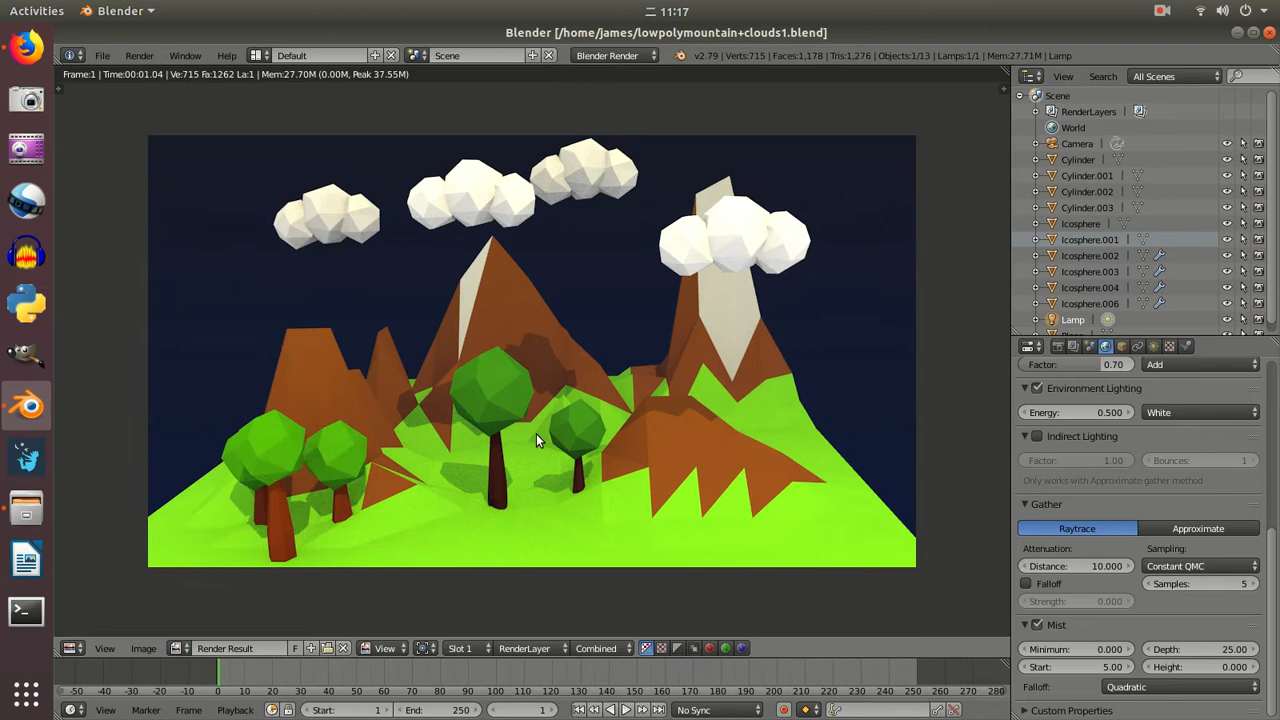 Activities
Blender
二 11:17
Blender [/home/james/lowpolymountain+clouds1.blend]
File Render Window Help Default Scene Blender Render v2.79 | Verts:715 | Faces:1,178 | Tris:1,276 | Objects:1/13 | Lamps:1/1 | Mem:27.71M | Lamp
Frame:1 | Time:00:01.04 | Ve:715 Fa:1262 La:1 | Mem:27.70M (0.00M, Peak 37.55M)
View Search All Scenes
Scene
RenderLayers
World
Camera
Cylinder
Cylinder.001
Cylinder.002
Cylinder.003
Icosphere
Icosphere.001
Icosphere.002
Icosphere.003
Icosphere.004
Icosphere.006
Lamp
Factor: 0.70 Add
Environment Lighting
Energy: 0.500 White
Indirect Lighting
Factor: 1.00 Bounces: 1
Only works with Approximate gather method
Gather
Raytrace Approximate
Attenuation: Sampling:
Distance: 10.000 Constant QMC
Falloff Samples: 5
Strength: 0.000
Mist
Minimum: 0.000 Depth: 25.00
Start: 5.00 Height: 0.000
Falloff: Quadratic
Custom Properties
View Image Render Result F View Slot 1 RenderLayer Combined
-50 -40 -30 -20 -10 0 10 20 30 40 50 60 70 80 90 100 110 120 130 140 150 160 170 180 190 200 210 220 230 240 250 260 270 280
View Marker Frame Playback Start: 1 End: 250 1 No Sync